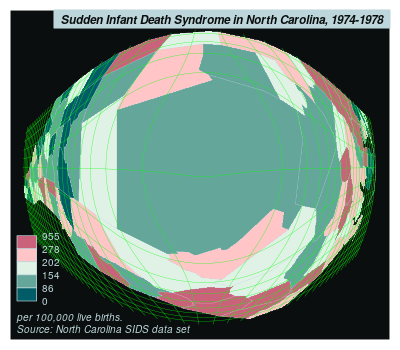 Sudden Infant Death Syndrome in North Carolina, 1974-1978
955
278
202
154
86
0
per 100,000 live births.
Source: North Carolina SIDS data set